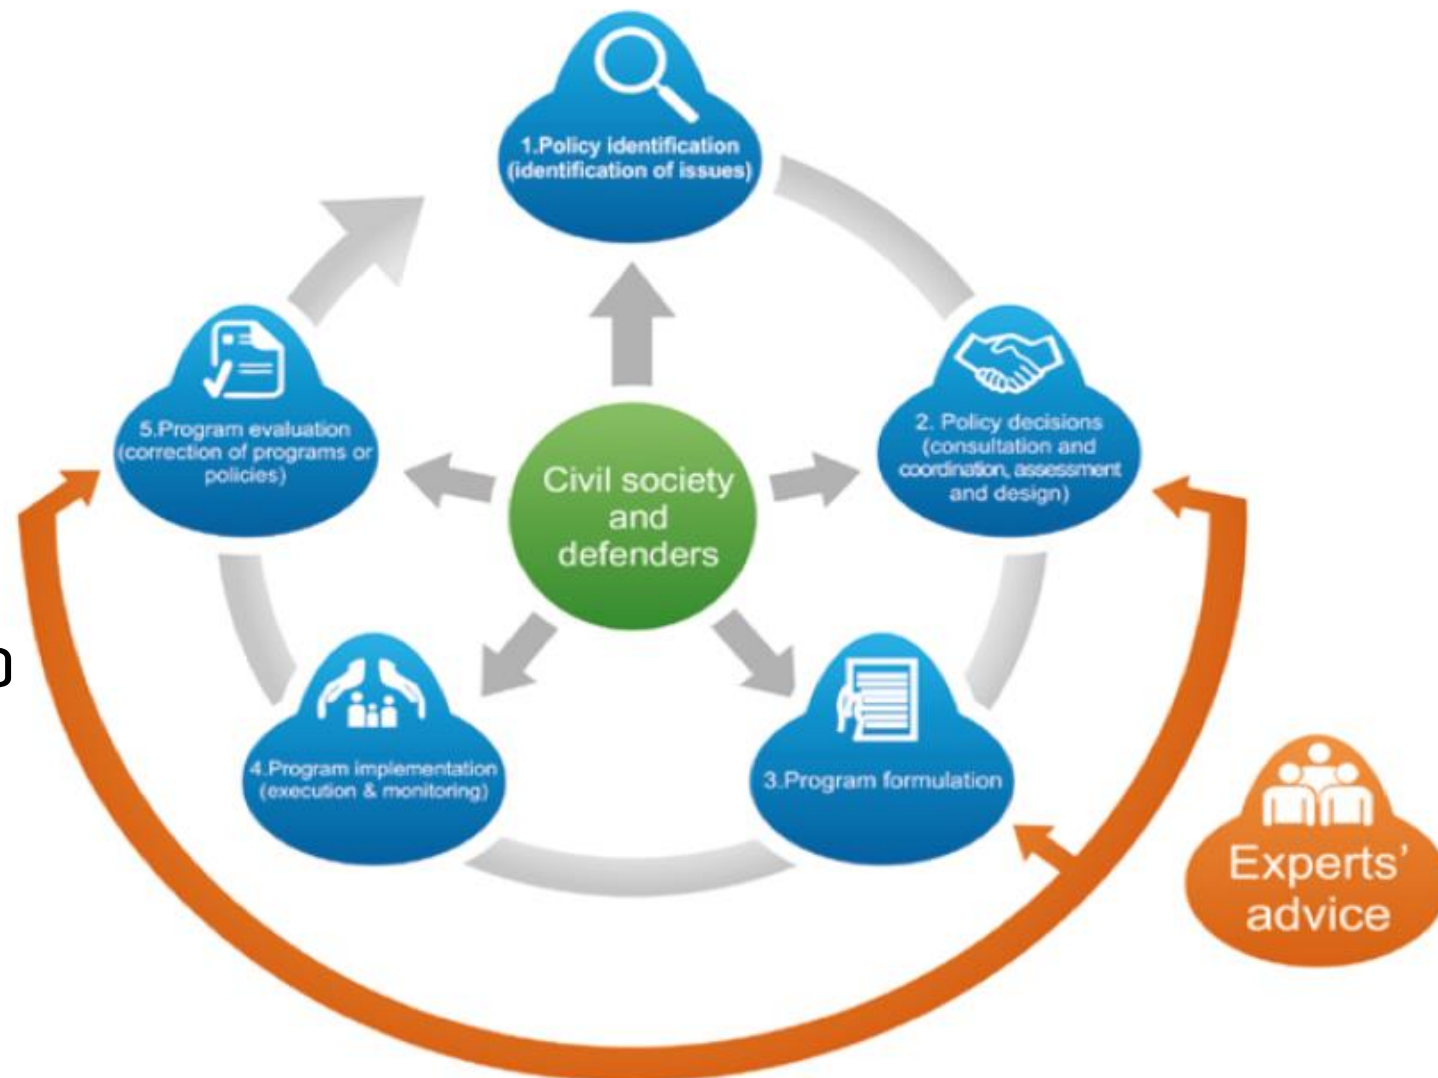 1.Policy identification
(identification of issues)
2. Policy decisions
(consultation and
coordination, assessment
and design)
3.Program formulation
4.Program implementation
(execution & monitoring)
5.Program evaluation
(correction of programs or
policies)
Civil society
and
defenders
Experts’
advice